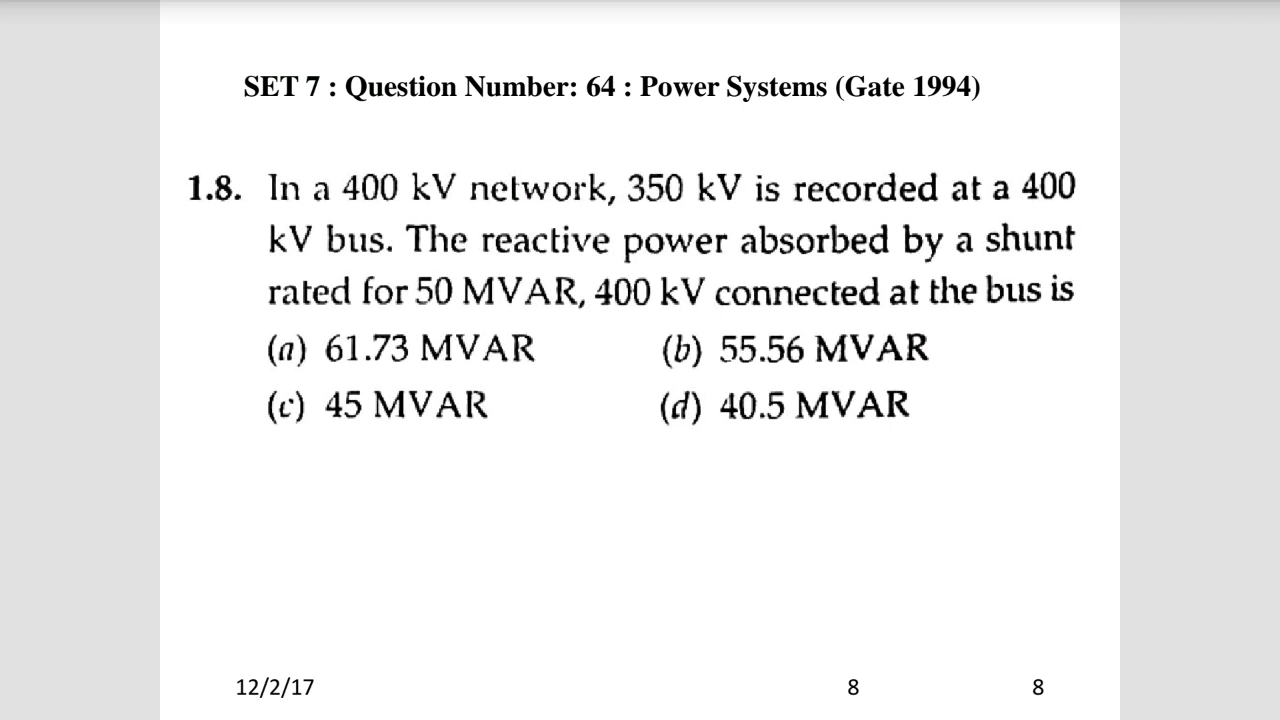 SET 7 : Question Number: 64 : Power Systems (Gate 1994)
1.8. In a 400 kV network, 350 kV is recorded at a 400
kV bus. The reactive power absorbed by a shunt
rated for 50 MVAR, 400 kV connected at the bus is
(a) 61.73 MVAR (b) 55.56 MVAR
(c) 45 MVAR (d) 40.5 MVAR
12/2/17 8 8